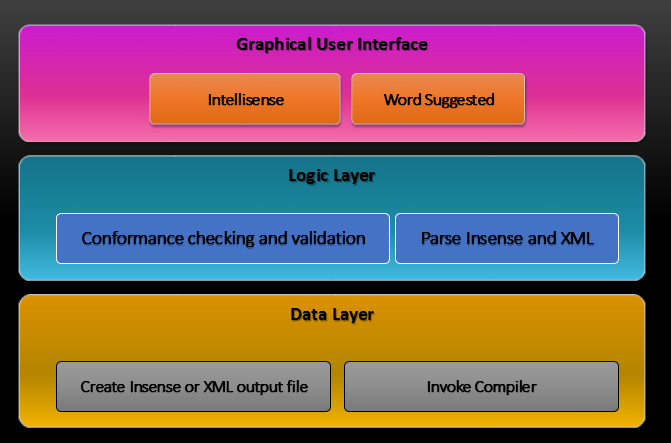 Graphical User Interface
Intellisense
Word Suggested
Logic Layer
Conformance checking and validation
Parse Insense and XML
Data Layer
Create Insense or XML output file
Invoke Compiler